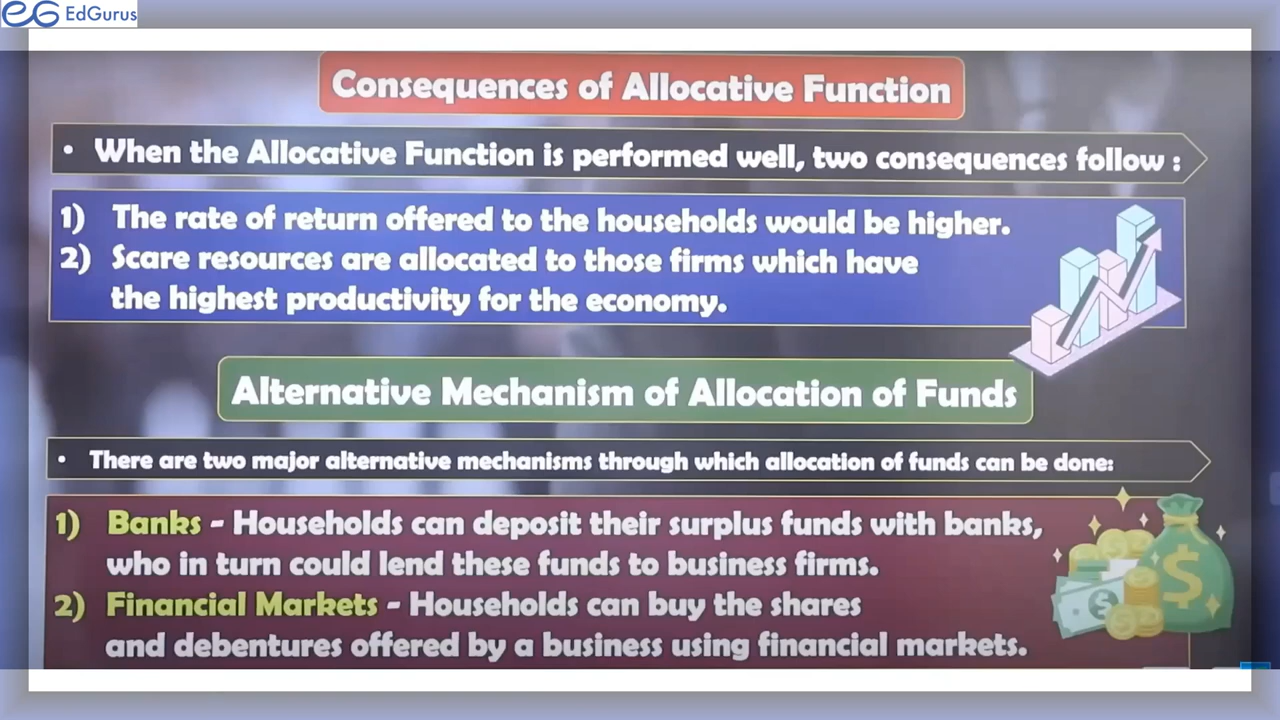 EdGurus
Consequences of Allocative Function
• When the Allocative Function is performed well, two consequences follow :
1) The rate of return offered to the households would be higher.
2) Scare resources are allocated to those firms which have
the highest productivity for the economy.
Alternative Mechanism of Allocation of Funds
• There are two major alternative mechanisms through which allocation of funds can be done:
1) Banks - Households can deposit their surplus funds with banks,
who in turn could lend these funds to business firms.
2) Financial Markets - Households can buy the shares
and debentures offered by a business using financial markets.